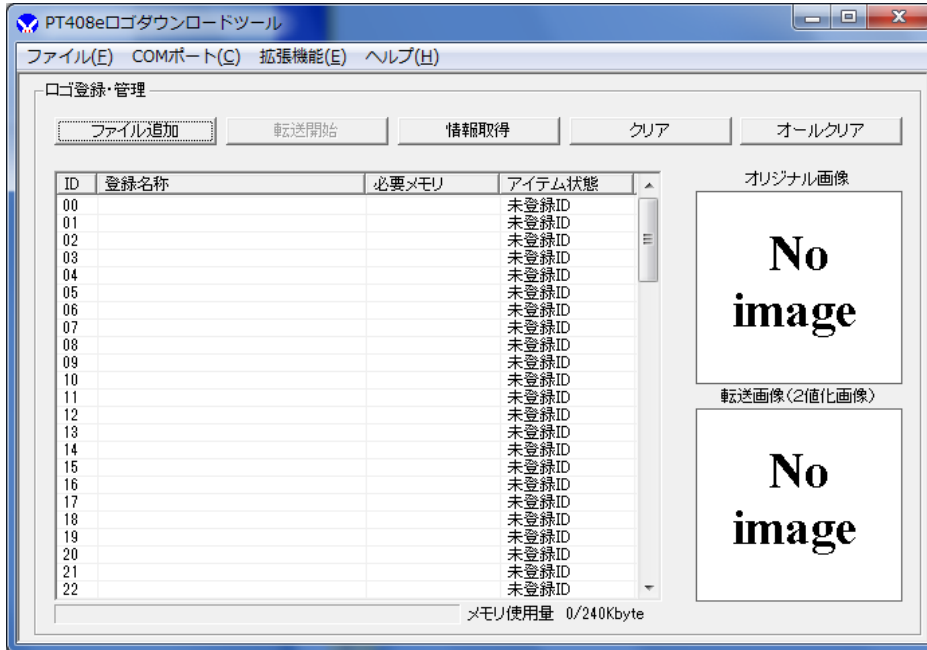 PT408eロゴダウンロードツール
ファイル(F) COMポート(C) 拡張機能(E) ヘルプ(H)
ロゴ登録・管理
ファイル追加 転送開始 情報取得 クリア オールクリア
ID 登録名称 必要メモリ アイテム状態
00 未登録ID
01 未登録ID
02 未登録ID
03 未登録ID
04 未登録ID
05 未登録ID
06 未登録ID
07 未登録ID
08 未登録ID
09 未登録ID
10 未登録ID
11 未登録ID
12 未登録ID
13 未登録ID
14 未登録ID
15 未登録ID
16 未登録ID
17 未登録ID
18 未登録ID
19 未登録ID
20 未登録ID
21 未登録ID
22 未登録ID
メモリ使用量 0/240Kbyte
オリジナル画像
No
image
転送画像(2値化画像)
No
image